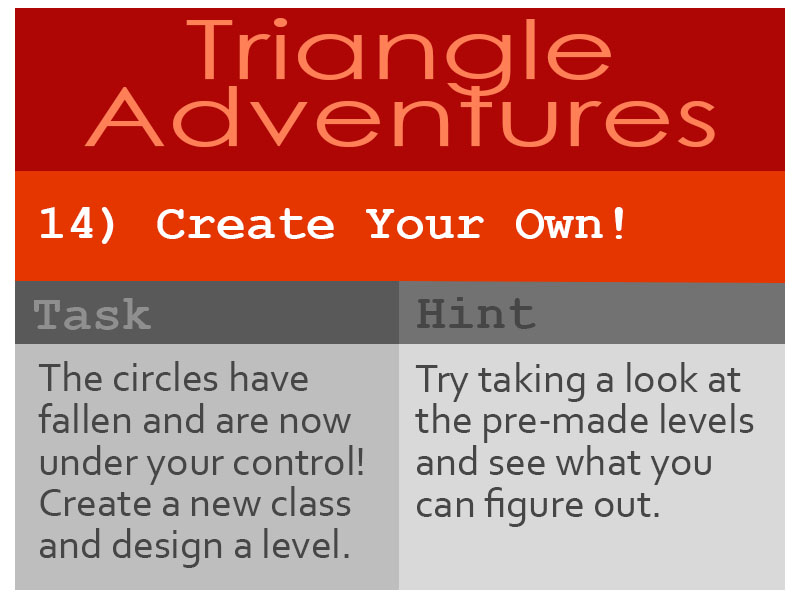 Triangle
Adventures
14) Create Your Own!
Task
The circles have
fallen and are now
under your control!
Create a new class
and design a level.
Hint
Try taking a look at
the pre-made levels
and see what you
can figure out.